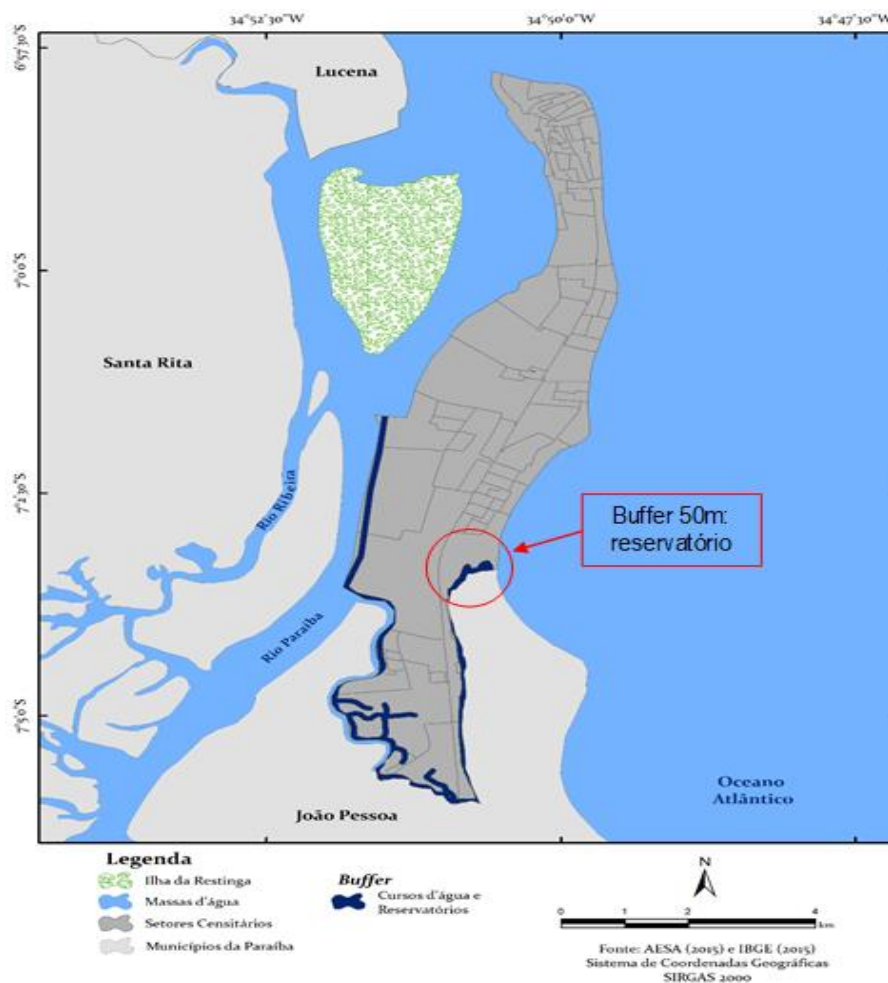 34°52'30"W
34°50'0"W
34°47'30"W
6°57'30"S
7°0'0"S
7°2'30"S
7°5'0"S
Lucena
Santa Rita
Rio Ribeira
Buffer 50m:
reservatório
Rio Paraíba
João Pessoa
Oceano
Atlântico
Legenda
Ilha da Restinga
Massas d'água
Setores Censitários
Municípios da Paraíba
Buffer
Cursos d'água e
Reservatórios
N
0 1 2 4
km
Fonte: AESA (2015) e IBGE (2015)
Sistema de Coordenadas Geográficas
SIRGAS 2000